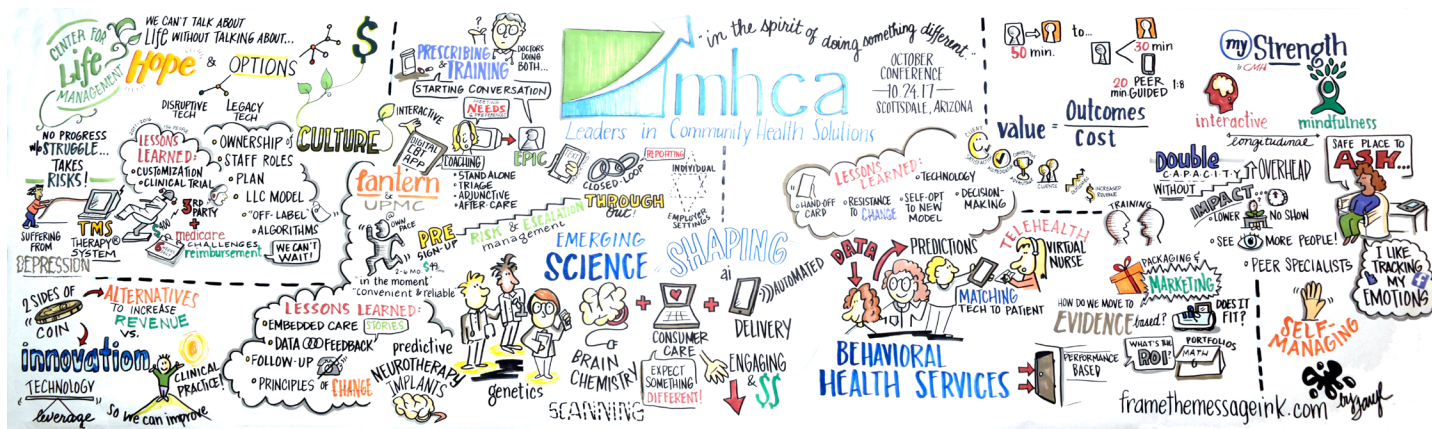 CENTER FOR
Life
MANAGEMENT
WE CAN'T TALK ABOUT
Life WITHOUT TALKING ABOUT...
Hope & OPTIONS
DISRUPTIVE
TECH
LEGACY
TECH
$
CULTURE
NO PROGRESS
w/o STRUGGLE...
TAKES
RISKS!
SUFFERING
FROM
DEPRESSION
TMS
THERAPY®
SYSTEM
LESSONS
LEARNED:
• CUSTOMIZATION
• CLINICAL TRIAL
3RD
PARTY
+
medicare
CHALLENGES
reimbursement
• OWNERSHIP of
STAFF ROLES
• PLAN
• LLC MODEL
• "OFF-LABEL"
• ALGORITHMS
WE CAN'T
WAIT!
2 SIDES OF
COIN
ALTERNATIVES
TO INCREASE
REVENUE
VS.
innovation
TECHNOLOGY
leverage
CLINICAL
PRACTICE!
so we can improve
?
PRESCRIBING
& TRAINING
DOCTORS
DOING
BOTH...
STARTING CONVERSATION
MEETING
NEEDS
INTERACTIVE
DIGITAL
CBT
APP
COACHING
EPIC
lantern
UPMC
• STAND ALONE
• TRIAGE
• ADJUNCTIVE
• AFTER-CARE
TEXT
CLOSED-LOOP
REPORTING
THROUGH
out!
INDIVIDUAL
EMPLOYER
SETTINGS
@ OWN
PACE
PRE
SIGN-UP
RISK & ESCALATION
management
2-6 MO. $49
"in the moment"
"convenient & reliable"
LESSONS LEARNED:
• EMBEDDED CARE STORIES
• DATA FEEDBACK
• FOLLOW-UP
• PRINCIPLES OF CHANGE
mhca
Leaders in Community Health Solutions
"in the spirit of doing something different..."
OCTOBER
CONFERENCE
10.24.17
SCOTTSDALE, ARIZONA
EMERGING
SCIENCE
"SHAPING"
predictive
NEUROTHERAPY
IMPLANTS
genetics
BRAIN
CHEMISTRY
SCANNING
+
CONSUMER
CARE
EXPECT
SOMETHING
DIFFERENT!
+
ai
AUTOMATED
DELIVERY
ENGAGING
& $$
50 min.
to...
30 min
20 min
PEER
GUIDED 1:8
value = Outcomes
Cost
CLIENT
SATISFACTION
INCREASED
REVENUE
LESSONS
LEARNED:
• HAND-OFF
CARD
• RESISTANCE
TO CHANGE
• TECHNOLOGY
• SELF-OPT
TO NEW
MODEL
• DECISION-
MAKING
DATA
PREDICTIONS
TELEHEALTH
VIRTUAL
NURSE
MATCHING
TECH TO PATIENT
BEHAVIORAL
HEALTH SERVICES
my Strength
@ CMHA
interactive
mindfulness
longitudinal
Double
CAPACITY
WITHOUT
OVERHEAD
TRAINING
IMPACT
• LOWER NO SHOW
• SEE MORE PEOPLE!
• PEER SPECIALISTS
PACKAGING &
MARKETING
HOW DO WE MOVE TO
EVIDENCE based?
DOES IT
FIT?
PERFORMANCE
BASED
WHAT'S THE
ROI?
PORTFOLIOS
MATH
SAFE PLACE TO
ASK...
I LIKE
TRACKING
MY f
EMOTIONS
SELF-
MANAGING
framethemessageink.com